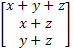 x + y + z
x + z
y + z